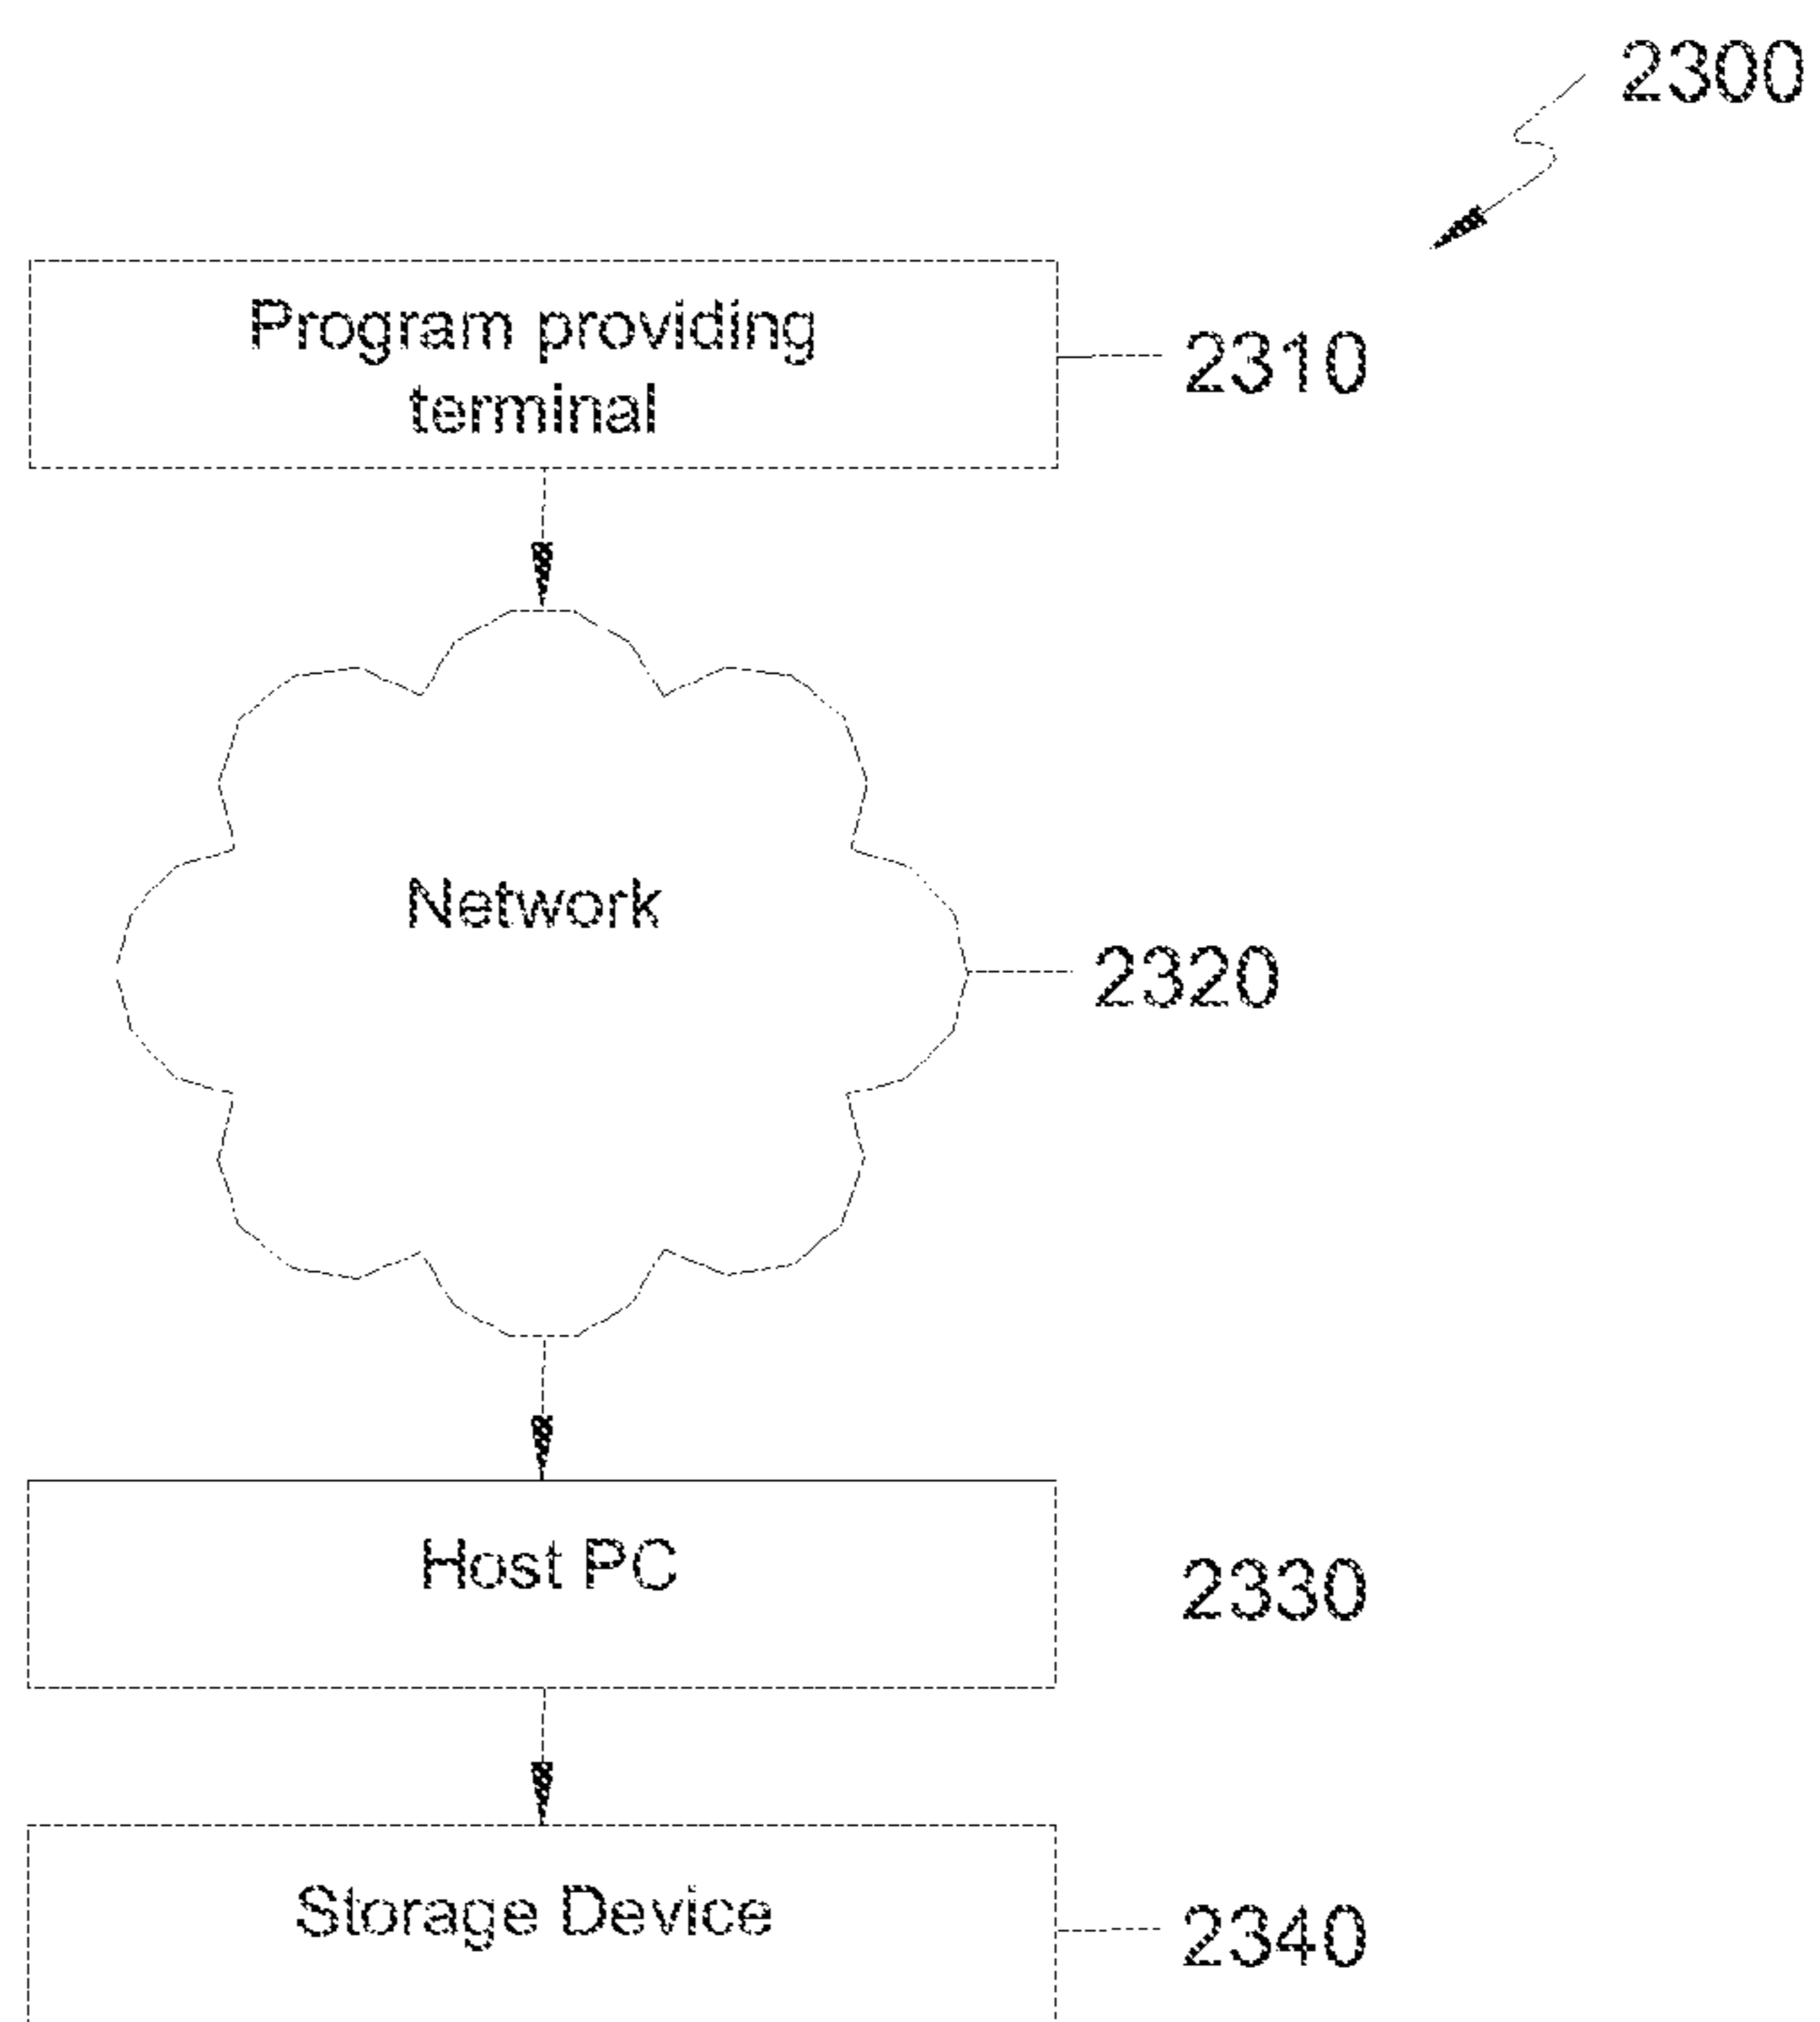 2300
Program providing
terminal
2310
Network
2320
Host PC
2330
Storage Device
2340